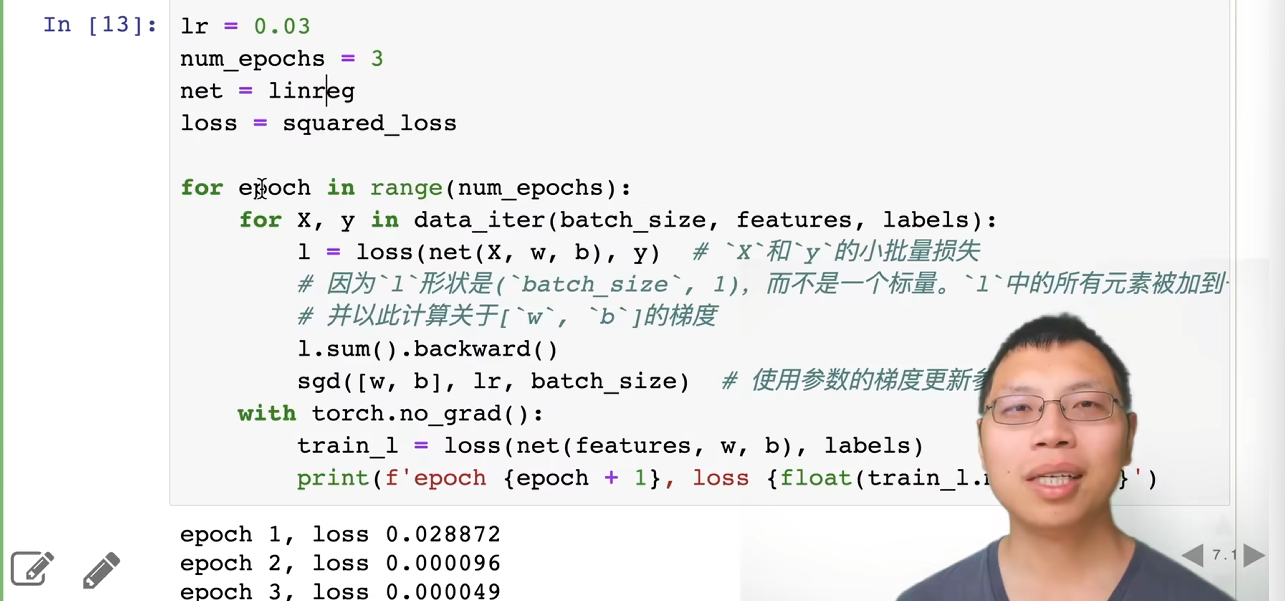 In [13]:
lr = 0.03
num_epochs = 3
net = linreg
loss = squared_loss
for epoch in range(num_epochs):
for X, y in data_iter(batch_size, features, labels):
l = loss(net(X, w, b), y)  # `X`和`y`的小批量损失
# 因为`l`形状是(`batch_size`, 1)，而不是一个标量。`l`中的所有元素被加到
# 并以此计算关于[`w`, `b`]的梯度
l.sum().backward()
sgd([w, b], lr, batch_size)  # 使用参数的梯度更新
with torch.no_grad():
train_l = loss(net(features, w, b), labels)
print(f'epoch {epoch + 1}, loss {float(train_l. }')
epoch 1, loss 0.028872
epoch 2, loss 0.000096
epoch 3, loss 0.000049
7.1